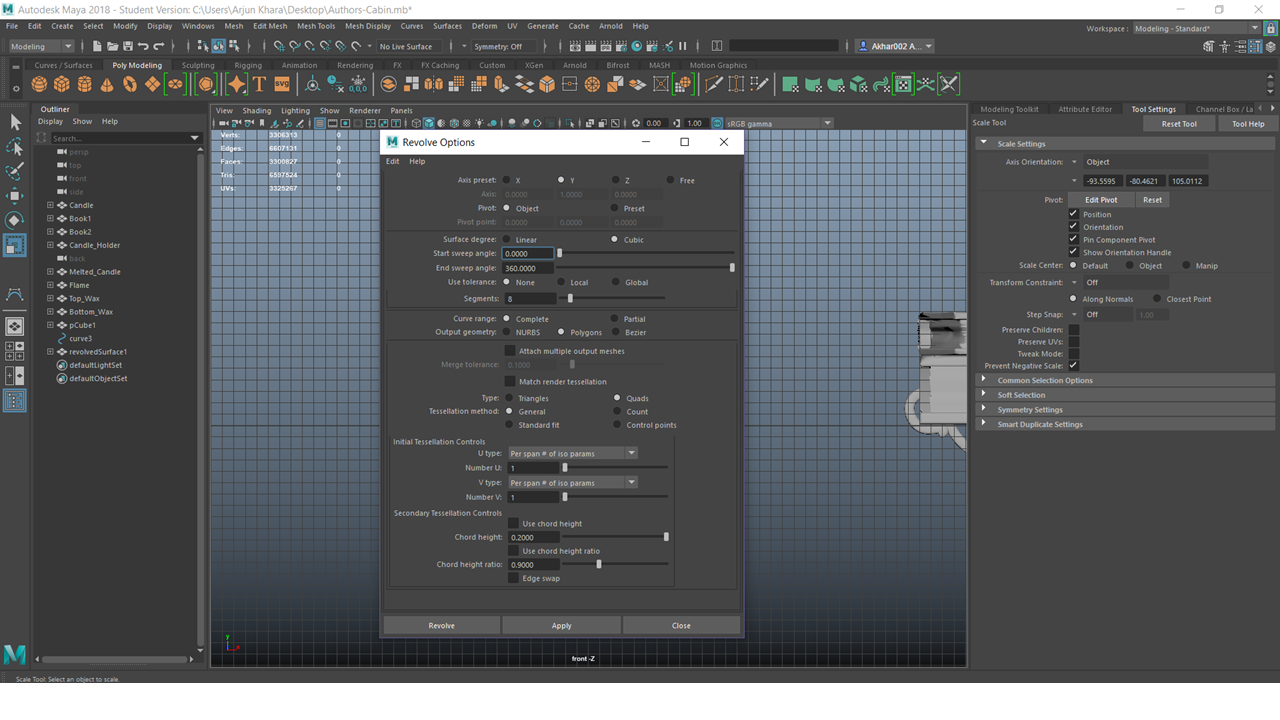 Autodesk Maya 2018 - Student Version: C:\Users\Arjun Khara\Desktop\Authors-Cabin.mb*
File Edit Create Select Modify Display Windows Mesh Edit Mesh Mesh Tools Mesh Display Curves Surfaces Deform UV Generate Cache Arnold Help
Workspace : Modeling - Standard*
Modeling No Live Surface Symmetry: Off Akhar002 A...
Curves / Surfaces Poly Modeling Sculpting Rigging Animation Rendering FX FX Caching Custom XGen Arnold Bifrost MASH Motion Graphics
T SVG 0,0,0
Outliner
Display Show Help
Search...
persp
top
front
side
Candle
Book1
Book2
Candle_Holder
back
Melted_Candle
Flame
Top_Wax
Bottom_Wax
pCube1
curve3
revolvedSurface1
defaultLightSet
defaultObjectSet
View Shading Lighting Show Renderer Panels
0.00 1.00 sRGB gamma
Verts: 3306313 0
Edges: 6607131 0
Faces: 3300827 0
Tris: 6597524 0
UVs: 3325267 0
Revolve Options
Edit Help
Axis preset: X Y Z Free
Axis: 0.0000 1.0000 0.0000
Pivot: Object Preset
Pivot point: 0.0000 0.0000 0.0000
Surface degree: Linear Cubic
Start sweep angle: 0.0000
End sweep angle: 360.0000
Use tolerance: None Local Global
Segments: 8
Curve range: Complete Partial
Output geometry: NURBS Polygons Bezier
Attach multiple output meshes
Merge tolerance: 0.1000
Match render tessellation
Type: Triangles Quads
Tessellation method: General Count
Standard fit Control points
Initial Tessellation Controls
U type: Per span # of iso params
Number U: 1
V type: Per span # of iso params
Number V: 1
Secondary Tessellation Controls
Use chord height
Chord height: 0.2000
Use chord height ratio
Chord height ratio: 0.9000
Edge swap
Revolve Apply Close
y
x
front -Z
Modeling Toolkit Attribute Editor Tool Settings Channel Box / La
Scale Tool Reset Tool Tool Help
Scale Settings
Axis Orientation: Object
-93.5595 -80.4621 105.0112
Pivot: Edit Pivot Reset
Position
Orientation
Pin Component Pivot
Show Orientation Handle
Scale Center: Default Object Manip
Transform Constraint: Off
Along Normals Closest Point
Step Snap: Off 1.00
Preserve Children:
Preserve UVs:
Tweak Mode:
Prevent Negative Scale:
Common Selection Options
Soft Selection
Symmetry Settings
Smart Duplicate Settings
Scale Tool: Select an object to scale.